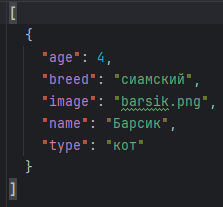 [
  {
    "age": 4,
    "breed": "сиамский",
    "image": "barsik.png",
    "name": "Барсик",
    "type": "кот"
  }
]